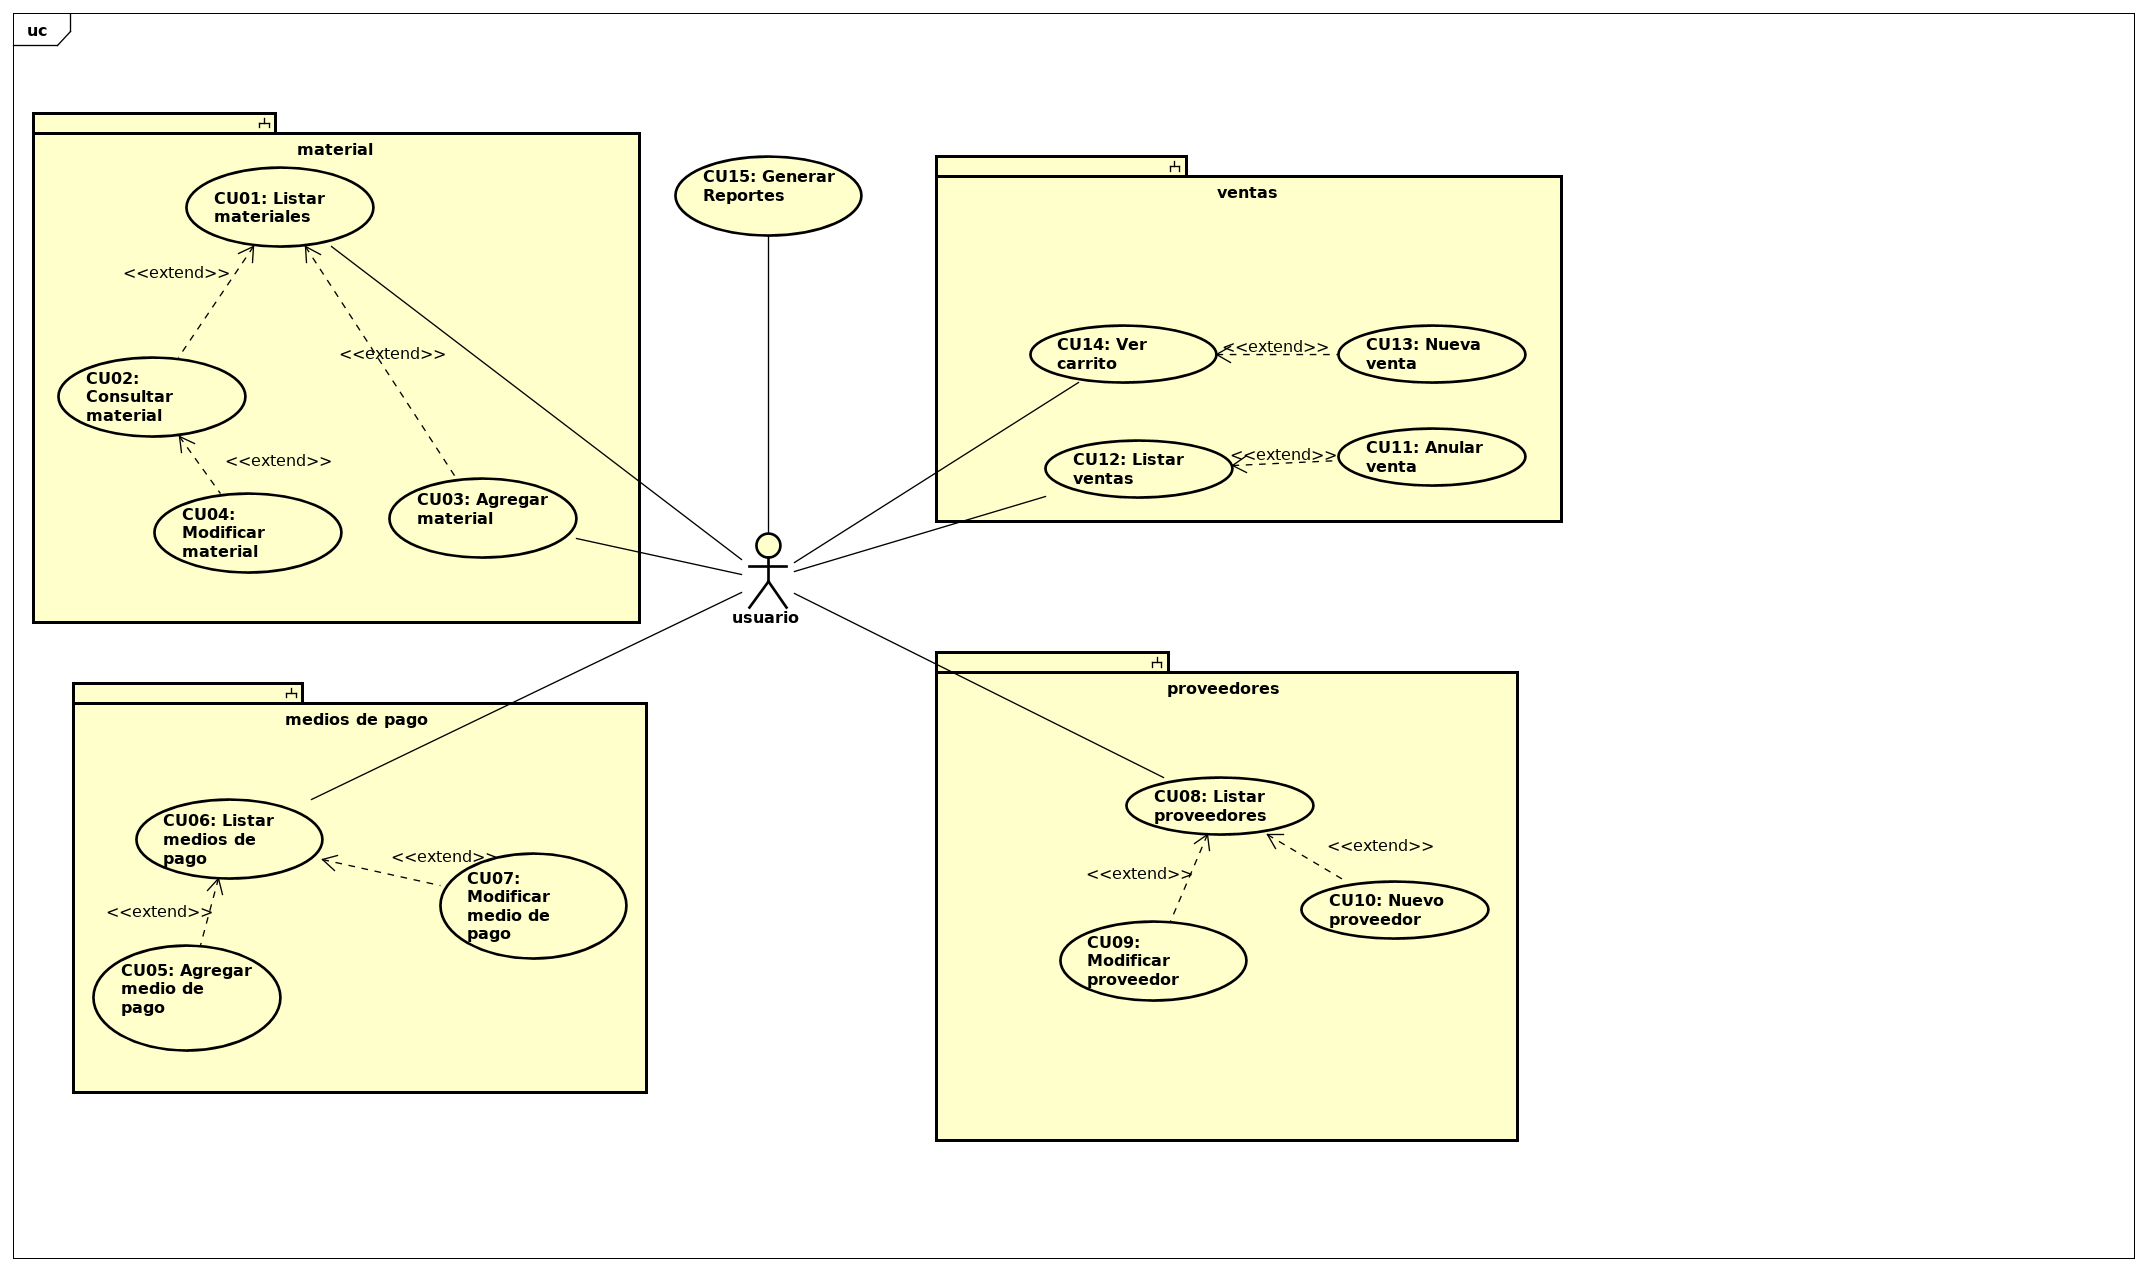 uc
material
CU01: Listar
materiales
<<extend>>
<<extend>>
CU02:
Consultar
material
<<extend>>
CU04:
Modificar
material
CU03: Agregar
material
CU15: Generar
Reportes
usuario
ventas
CU14: Ver
carrito
<<extend>>
CU13: Nueva
venta
CU12: Listar
ventas
<<extend>>
CU11: Anular
venta
medios de pago
CU06: Listar
medios de
pago
<<extend>>
CU07:
Modificar
medio de
pago
<<extend>>
CU05: Agregar
medio de
pago
proveedores
CU08: Listar
proveedores
<<extend>>
<<extend>>
CU10: Nuevo
proveedor
CU09:
Modificar
proveedor